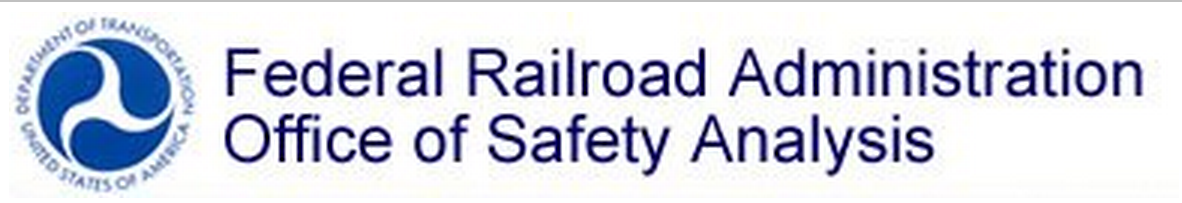 DEPARTMENT OF TRANSPORTATION
UNITED STATES OF AMERICA
Federal Railroad Administration
Office of Safety Analysis